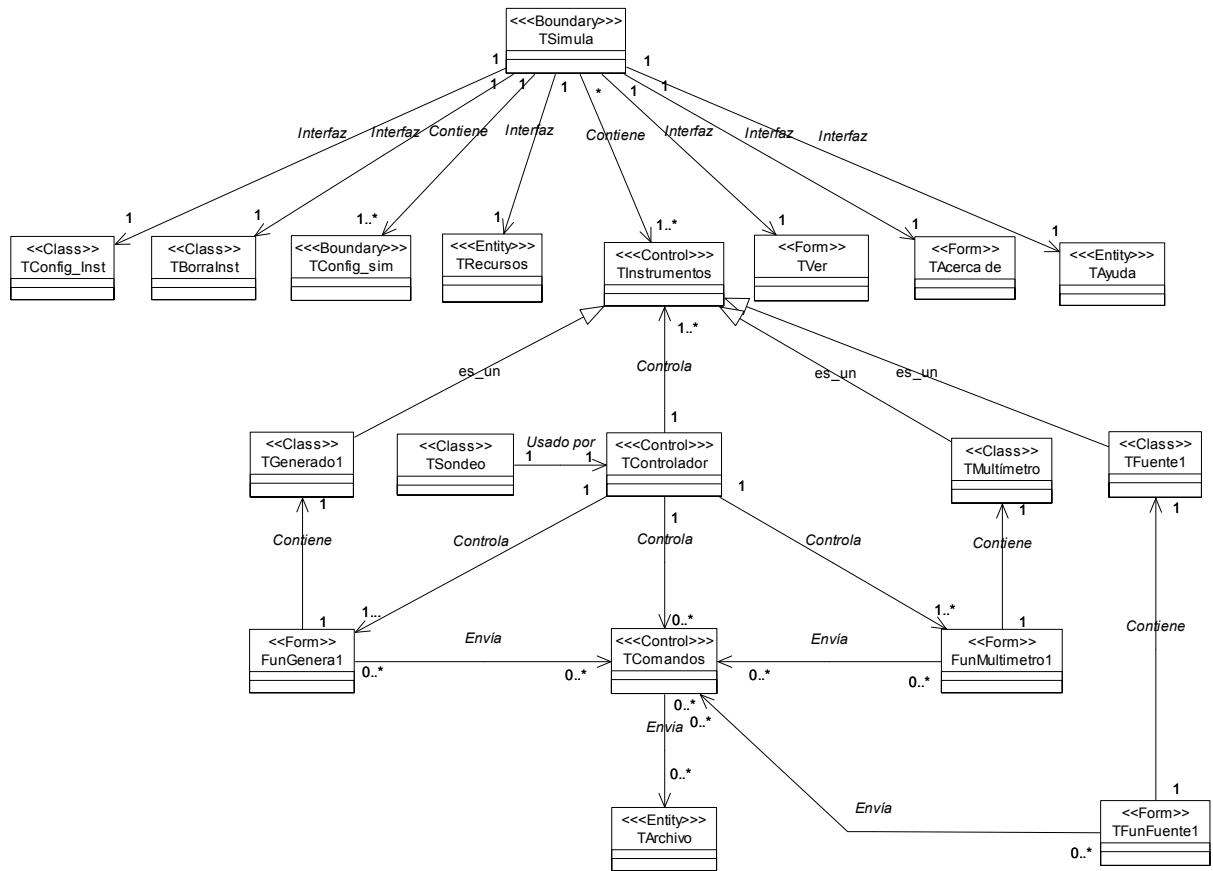 <<<Boundary>>>
TSimula
1
1
1
1
*
1
1
1
Interfaz
Interfaz
Contiene
Interfaz
Contiene
Interfaz
Interfaz
Interfaz
1
1
1..*
1
1..*
1
1
1
<<Class>>
TConfig_Inst
<<Class>>
TBorraInst
<<Boundary>>
TConfig_sim
<<Entity>>
TRecursos
<<Control>>
TInstrumentos
<<Form>>
TVer
<<Form>>
TAcerca de
<<Entity>>
TAyuda
1..*
es_un
Controla
es_un
es_un
1
<<Class>>
TGenerado1
<<Class>>
TSondeo
Usado por
1
1
<<Control>>
TControlador
<<Class>>
TMultímetro
<<Class>>
TFuente1
1
1
1
1
1
1
Contiene
Controla
Controla
Controla
Contiene
Contiene
1
1...
0..*
1..*
1
<<Form>>
FunGenera1
Envía
0..*
0..*
<<Control>>
TComandos
Envía
0..*
0..*
<<Form>>
FunMultimetro1
0..*
0..*
Envía
0..*
<<<Entity>>>
TArchivo
Envía
1
<<Form>>
TFunFuente1
0..*